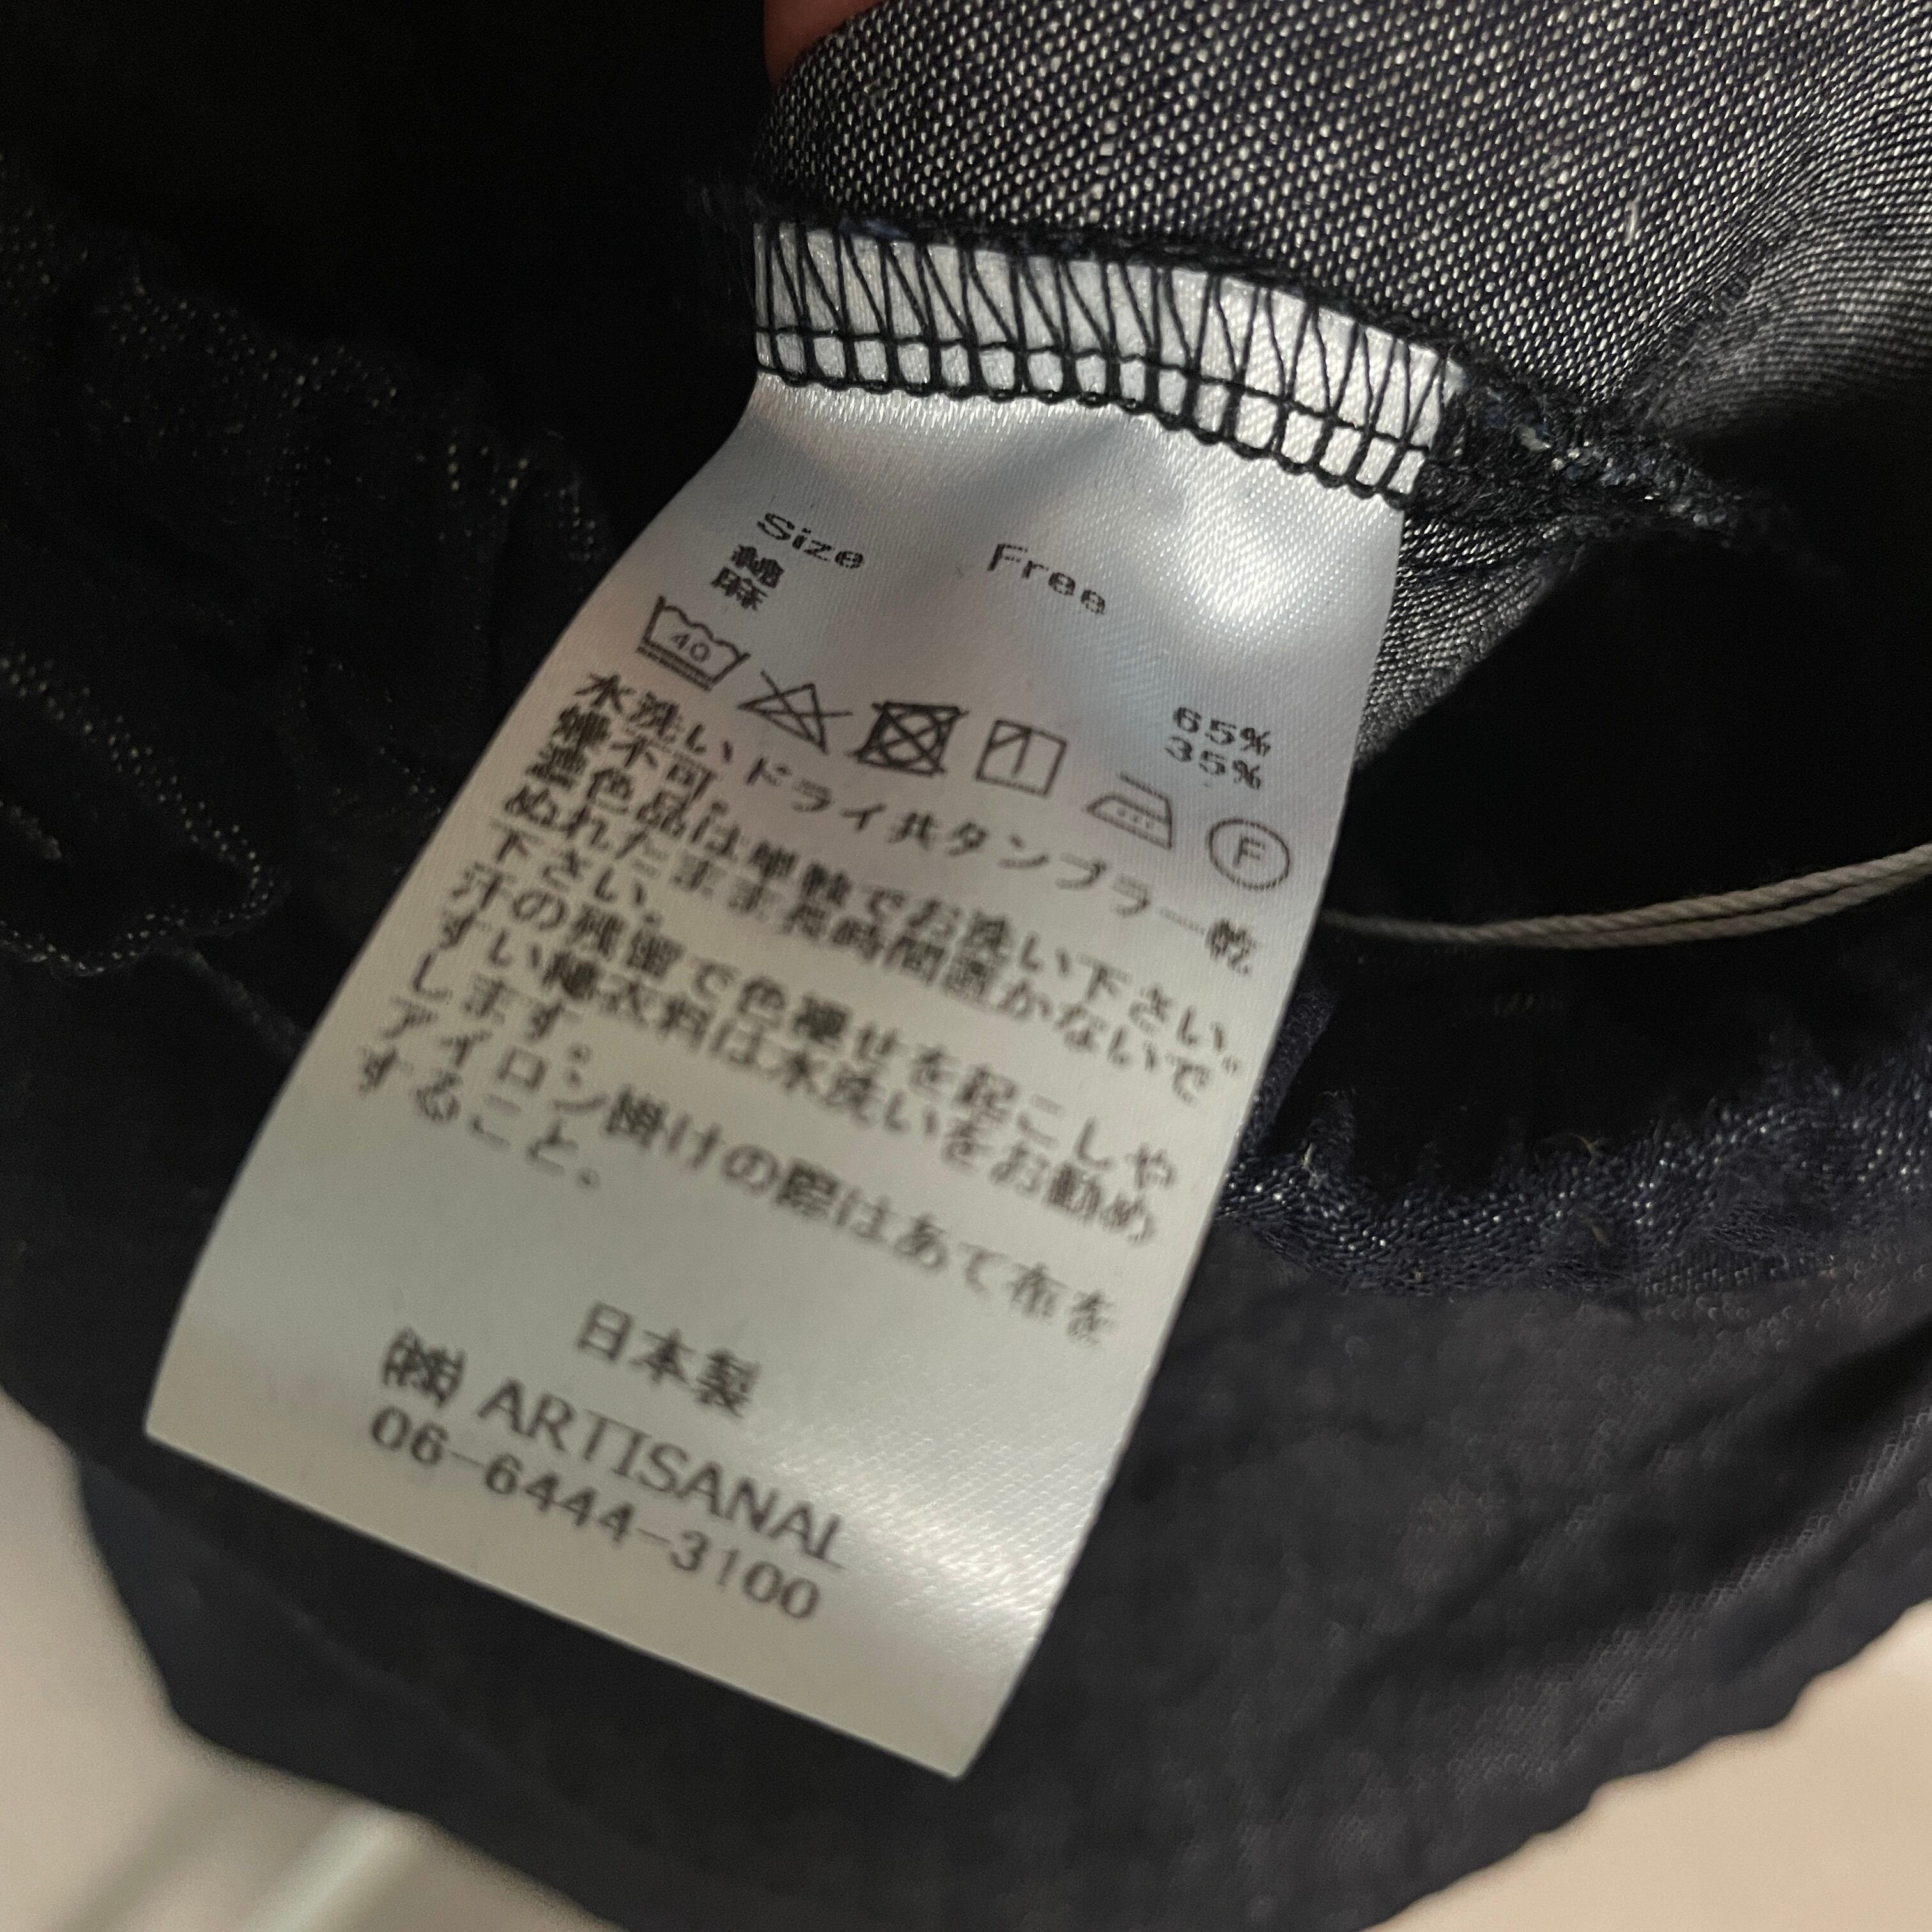 Size Free
綿 65%
麻 35%
40
F
水洗い、ドライ共タンブラー乾
燥不可。
濃色品は単独でお洗い下さい。
ぬれたまま長時間置かないで
下さい。
汗の残留で色褪せを起こしや
すい綿衣料は水洗いをお勧め
します。
アイロン掛けの際はあて布を
すること。
日本製
㈱ ARTISANAL
06-6444-3100